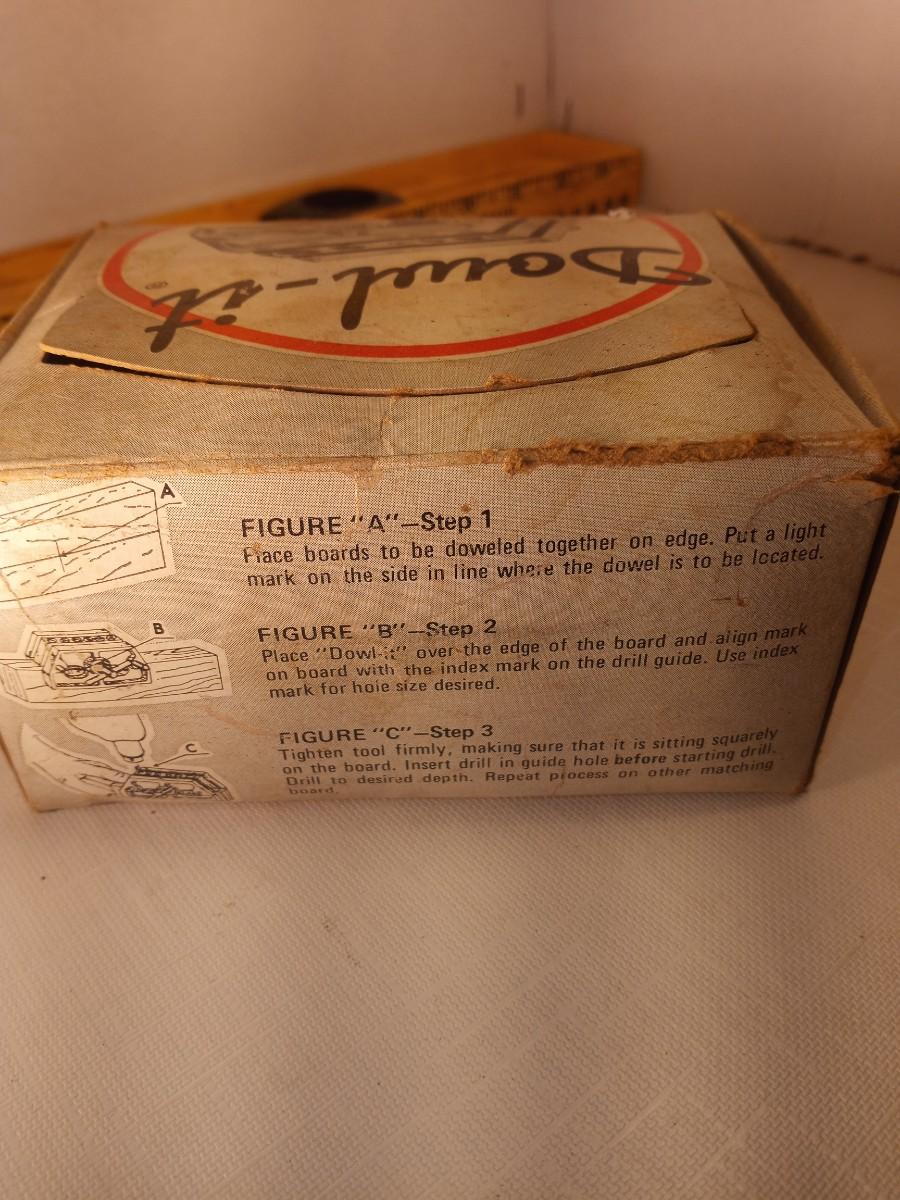 Dowl-it®
A
FIGURE "A"—Step 1
Place boards to be doweled together on edge. Put a light
mark on the side in line where the dowel is to be located.
B
FIGURE "B"—Step 2
Place "Dowl-it" over the edge of the board and align mark
on board with the index mark on the drill guide. Use index
mark for hole size desired.
C
FIGURE "C"—Step 3
Tighten tool firmly, making sure that it is sitting squarely
on the board. Insert drill in guide hole before starting drill.
Drill to desired depth. Repeat process on other matching
board.